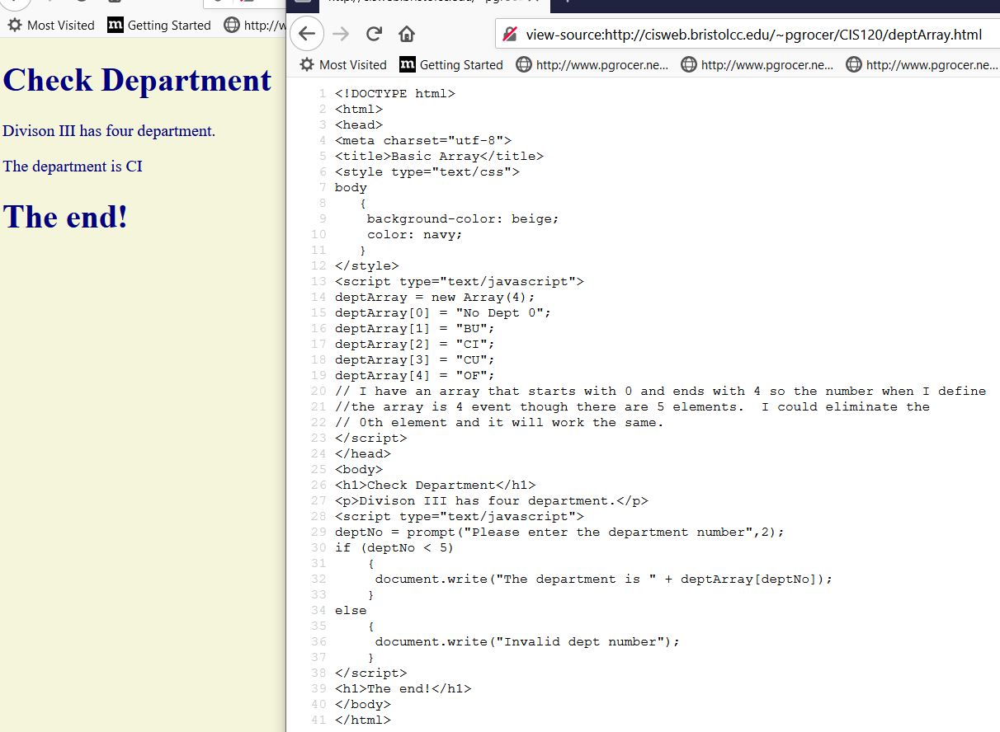 Most Visited
Getting Started
http://w
Check Department
Divison III has four department.
The department is CI
The end!
view-source:http://cisweb.bristolcc.edu/~pgrocer/CIS120/deptArray.html
Most Visited
Getting Started
http://www.pgrocer.ne...
http://www.pgrocer.ne...
http://www.pgrocer.ne...
1 <!DOCTYPE html>
2 <html>
3 <head>
4 <meta charset="utf-8">
5 <title>Basic Array</title>
6 <style type="text/css">
7 body
8 {
9 background-color: beige;
10 color: navy;
11 }
12 </style>
13 <script type="text/javascript">
14 deptArray = new Array(4);
15 deptArray[0] = "No Dept 0";
16 deptArray[1] = "BU";
17 deptArray[2] = "CI";
18 deptArray[3] = "CU";
19 deptArray[4] = "OF";
20 // I have an array that starts with 0 and ends with 4 so the number when I define
21 //the array is 4 event though there are 5 elements.  I could eliminate the
22 // 0th element and it will work the same.
23 </script>
24 </head>
25 <body>
26 <h1>Check Department</h1>
27 <p>Divison III has four department.</p>
28 <script type="text/javascript">
29 deptNo = prompt("Please enter the department number",2);
30 if (deptNo < 5)
31 {
32 document.write("The department is " + deptArray[deptNo]);
33 }
34 else
35 {
36 document.write("Invalid dept number");
37 }
38 </script>
39 <h1>The end!</h1>
40 </body>
41 </html>